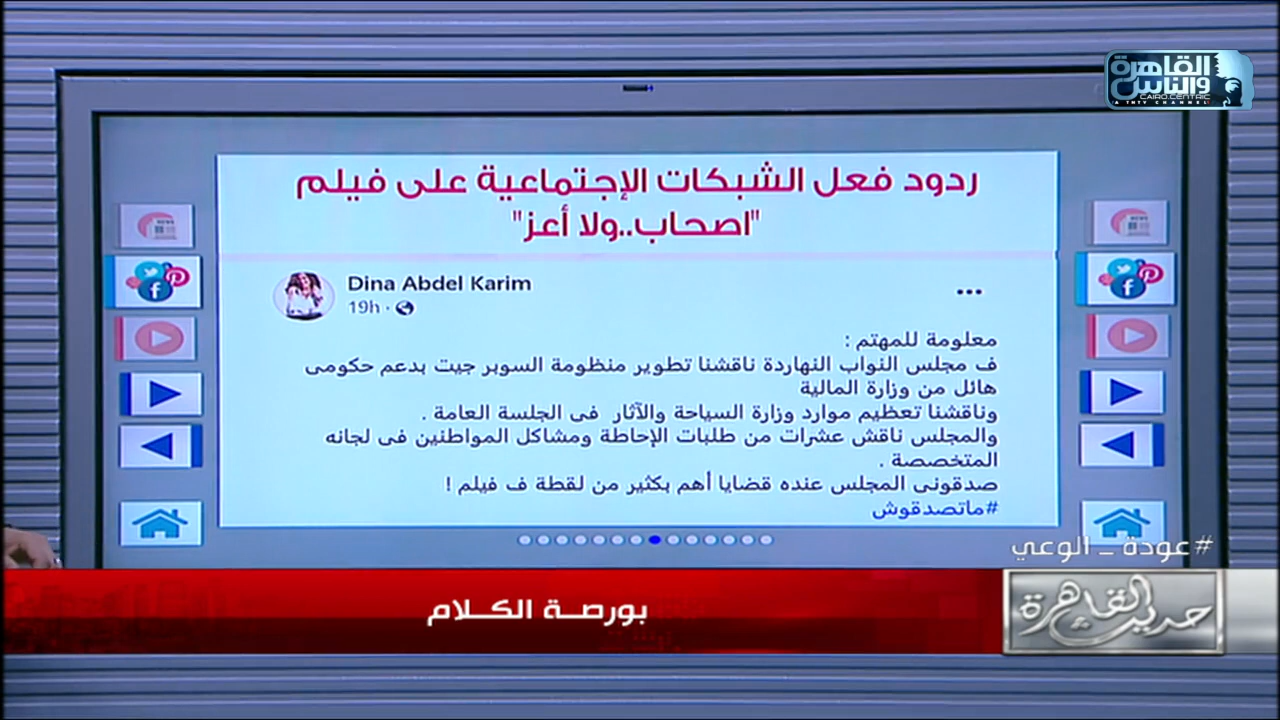 القاهرة
والناس
CAIRO.CENTRIC
A TNTV CHANNEL
ردود فعل الشبكات الإجتماعية على فيلم
"اصحاب..ولا أعز"
Dina Abdel Karim
19h ·
معلومة للمهتم :
ف مجلس النواب النهاردة ناقشنا تطوير منظومة السوبر جيت بدعم حكومى
هائل من وزارة المالية
وناقشنا تعظيم موارد وزارة السياحة والآثار فى الجلسة العامة .
والمجلس ناقش عشرات من طلبات الإحاطة ومشاكل المواطنين فى لجانه
المتخصصة .
صدقونى المجلس عنده قضايا أهم بكثير من لقطة ف فيلم !
#ماتصدقوش
#عودة_الوعي
حديث القاهرة
بورصة الكلام